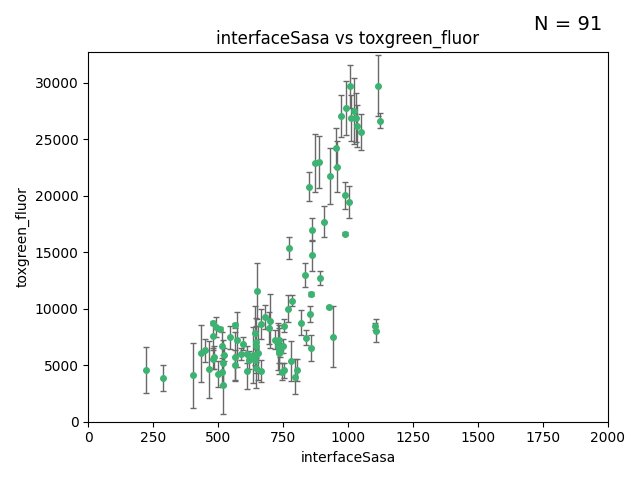 N = 91
interfaceSasa vs toxgreen_fluor
30000
25000
20000
15000
10000
5000
0
toxgreen_fluor
0 250 500 750 1000 1250 1500 1750 2000
interfaceSasa